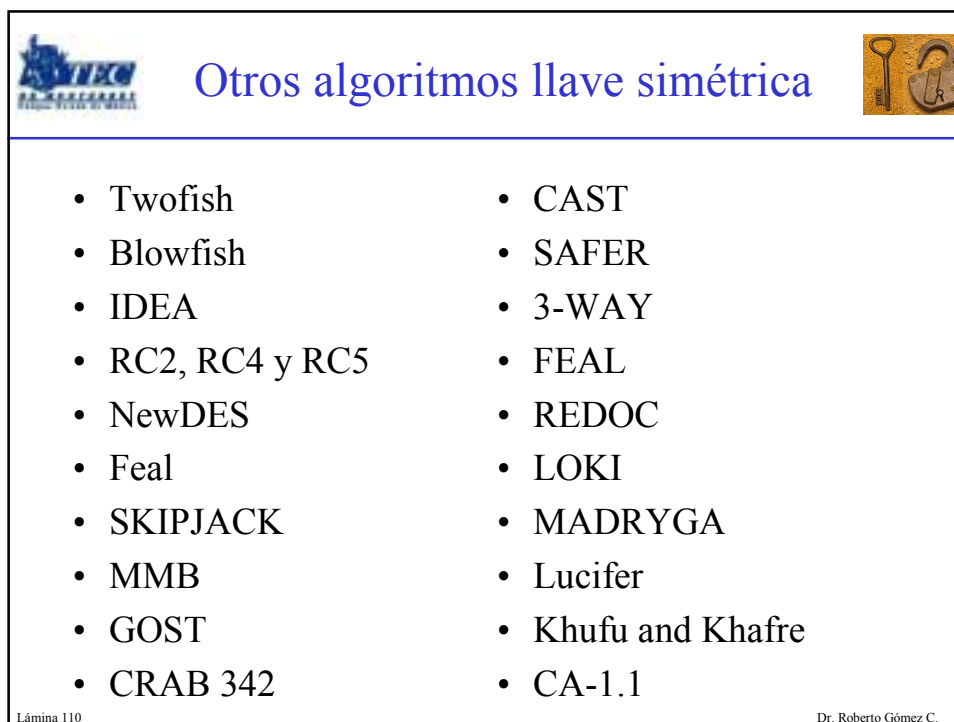 Otros algoritmos llave simétrica
• Twofish
• Blowfish
• IDEA
• RC2, RC4 y RC5
• NewDES
• Feal
• SKIPJACK
• MMB
• GOST
• CRAB 342
• CAST
• SAFER
• 3-WAY
• FEAL
• REDOC
• LOKI
• MADRYGA
• Lucifer
• Khufu and Khafre
• CA-1.1
Lámina 110
Dr. Roberto Gómez C.